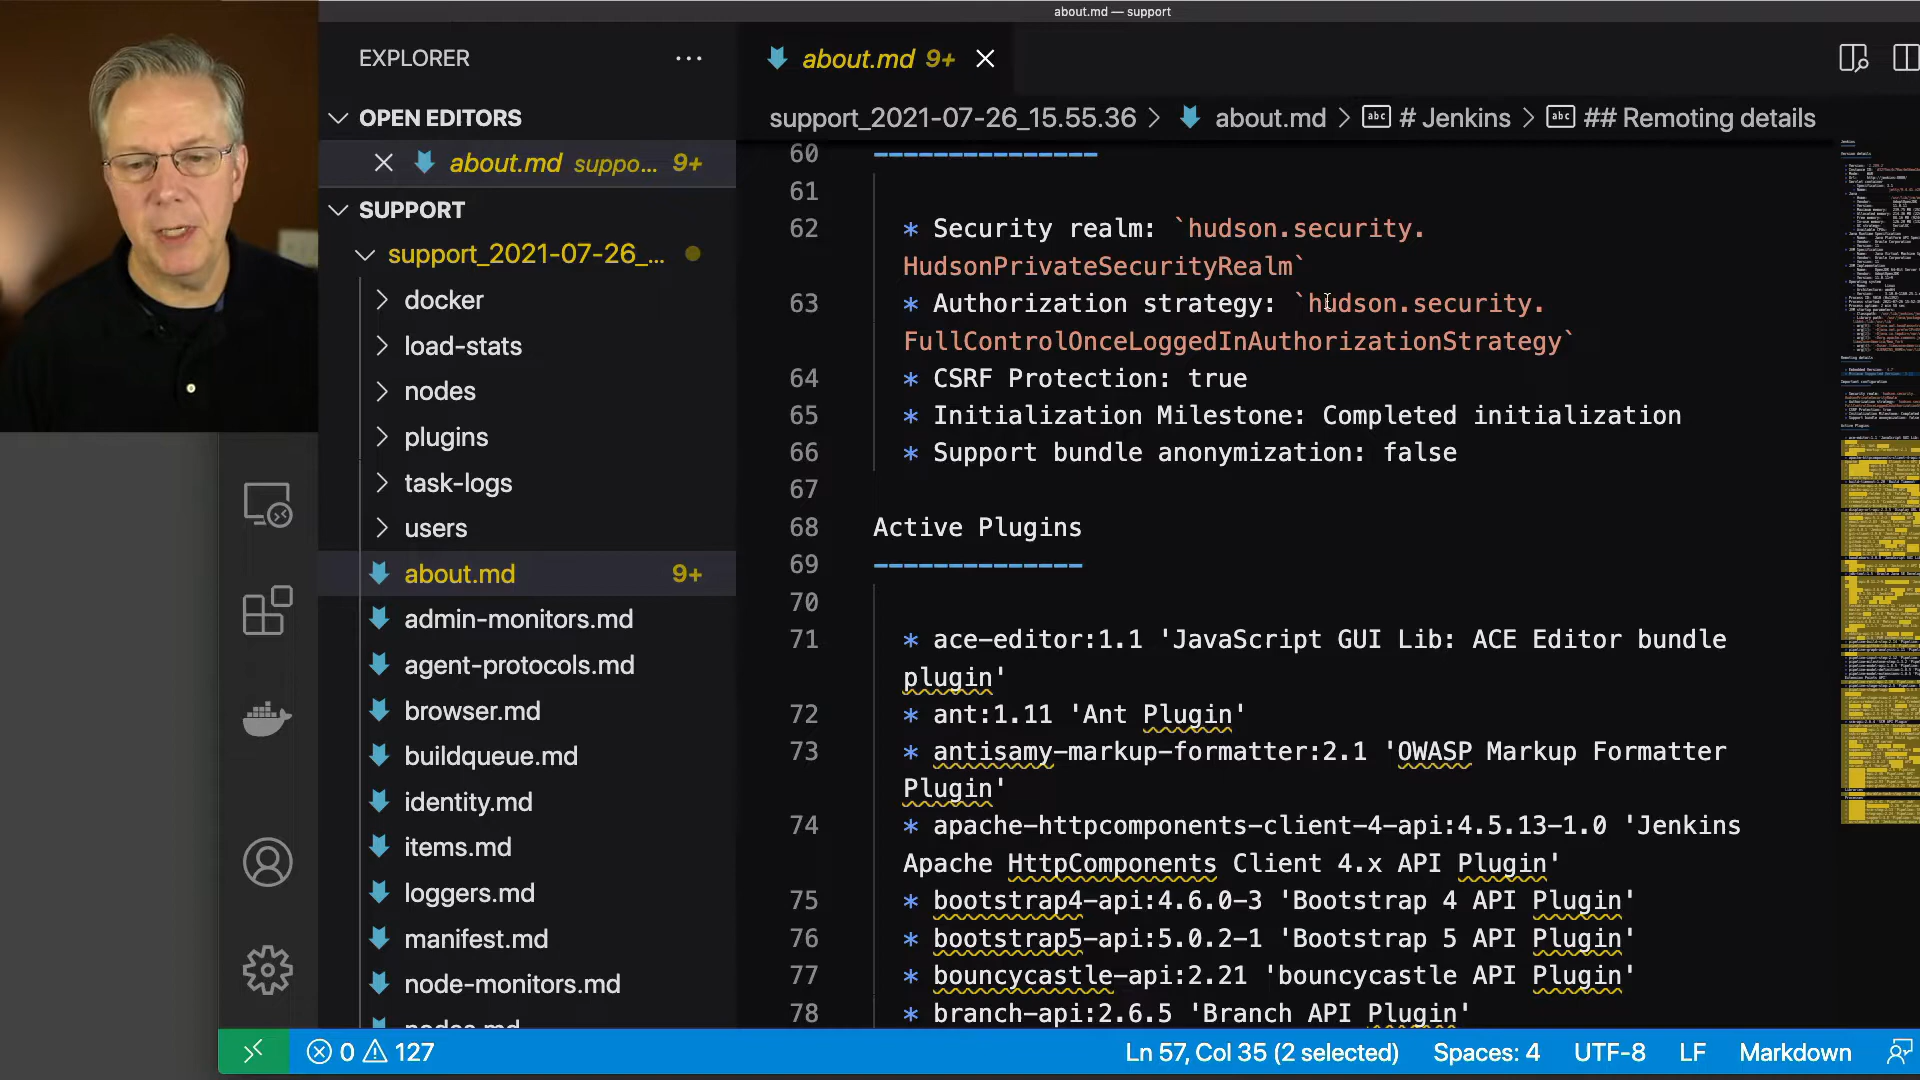 about.md — support
EXPLORER
about.md 9+
OPEN EDITORS
support_2021-07-26_15.55.36 > about.md > # Jenkins > ## Remoting details
about.md suppo... 9+
SUPPORT
support_2021-07-26_...
docker
load-stats
nodes
plugins
task-logs
users
about.md 9+
admin-monitors.md
agent-protocols.md
browser.md
buildqueue.md
identity.md
items.md
loggers.md
manifest.md
node-monitors.md
nodes.md
60 --------------
61
62 * Security realm: `hudson.security.
HudsonPrivateSecurityRealm`
63 * Authorization strategy: `hudson.security.
FullControlOnceLoggedInAuthorizationStrategy`
64 * CSRF Protection: true
65 * Initialization Milestone: Completed initialization
66 * Support bundle anonymization: false
67
68 Active Plugins
69 --------------
70
71 * ace-editor:1.1 'JavaScript GUI Lib: ACE Editor bundle
plugin'
72 * ant:1.11 'Ant Plugin'
73 * antisamy-markup-formatter:2.1 'OWASP Markup Formatter
Plugin'
74 * apache-httpcomponents-client-4-api:4.5.13-1.0 'Jenkins
Apache HttpComponents Client 4.x API Plugin'
75 * bootstrap4-api:4.6.0-3 'Bootstrap 4 API Plugin'
76 * bootstrap5-api:5.0.2-1 'Bootstrap 5 API Plugin'
77 * bouncycastle-api:2.21 'bouncycastle API Plugin'
78 * branch-api:2.6.5 'Branch API Plugin'
0 127
Ln 57, Col 35 (2 selected) Spaces: 4 UTF-8 LF Markdown